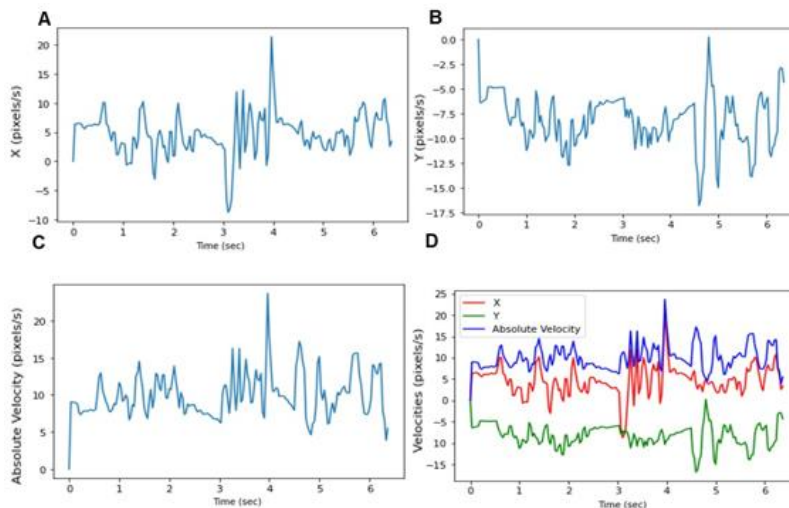 A
X (pixels/s)
20
15
10
5
0
−5
−10
0 1 2 3 4 5 6
Time (sec)
B
Y (pixels/s)
0.0
−2.5
−5.0
−7.5
−10.0
−12.5
−15.0
−17.5
0 1 2 3 4 5 6
Time (sec)
C
Absolute Velocity (pixels/s)
20
15
10
5
0
0 1 2 3 4 5 6
Time (sec)
D
Velocities (pixels/s)
25
20
15
10
5
0
−5
−10
−15
X
Y
Absolute Velocity
0 1 2 3 4 5 6
Time (sec)